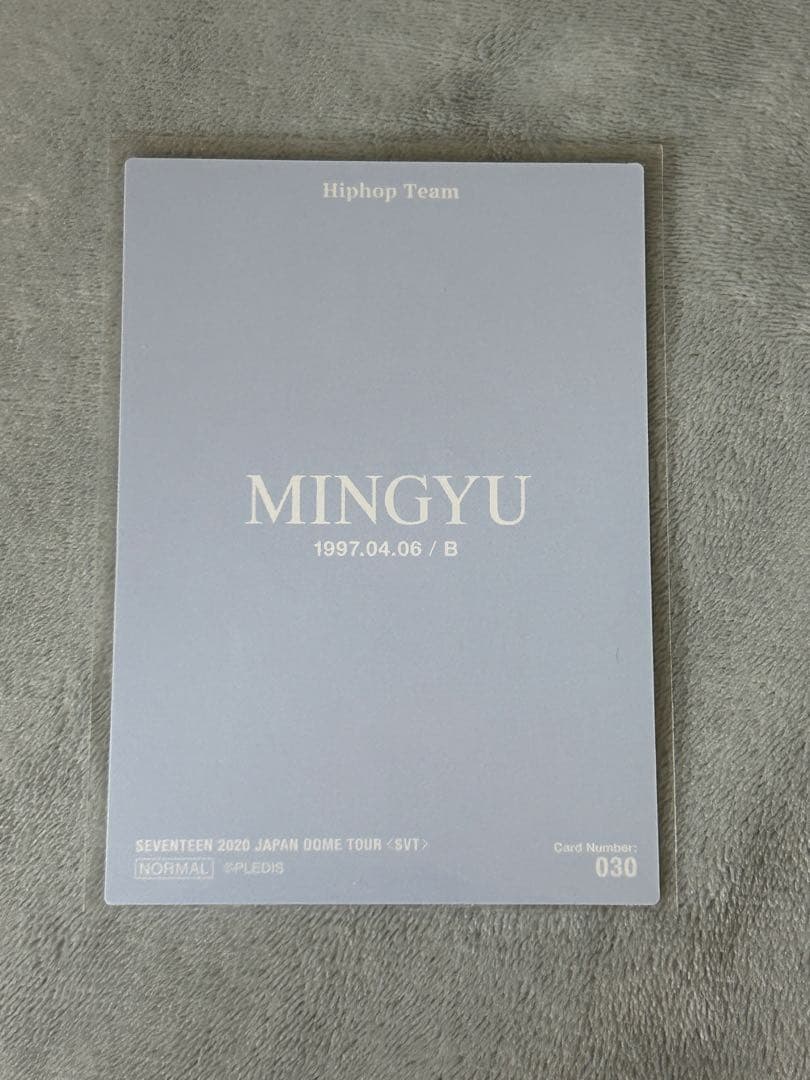 Hiphop Team
MINGYU
1997.04.06 / B
SEVENTEEN 2020 JAPAN DOME TOUR <SVT>
NORMAL ©PLEDIS
Card Number:
030